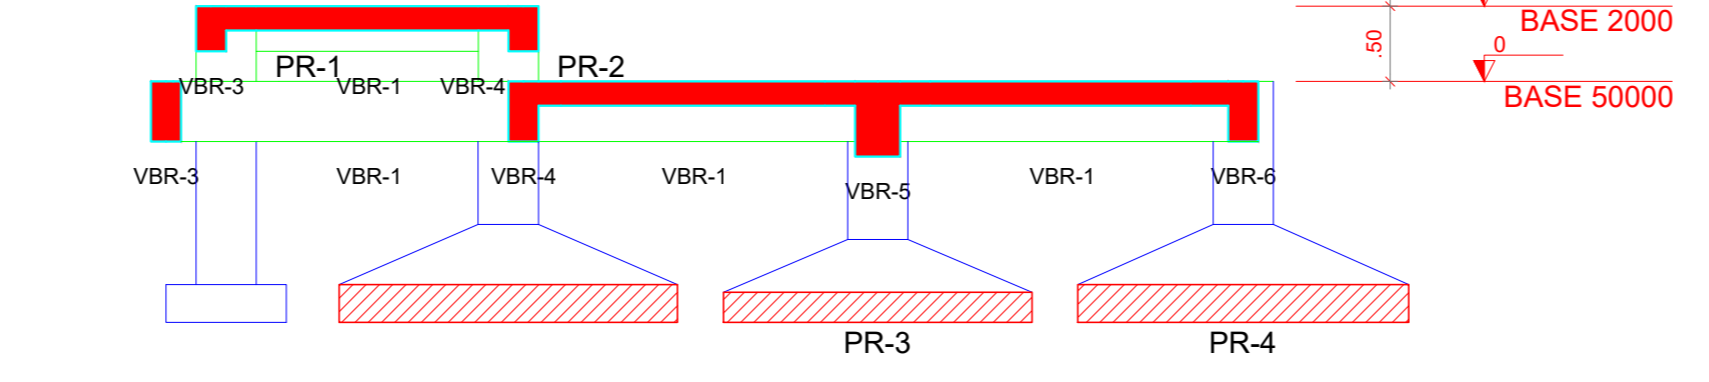 BASE 2000
.50
0
PR-1
PR-2
VBR-3
VBR-1
VBR-4
BASE 50000
VBR-3
VBR-1
VBR-4
VBR-1
VBR-5
VBR-1
VBR-6
PR-3
PR-4